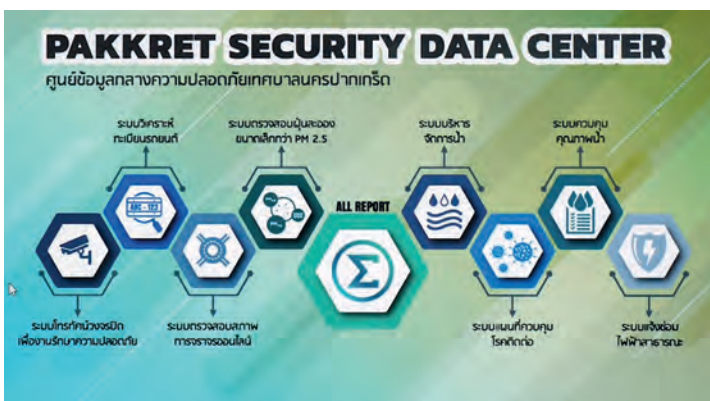 PAKKRET SECURITY DATA CENTER
ศูนย์ข้อมูลกลางความปลอดภัยเทศบาลนครปากเกร็ด
ระบบวิเคราะห์
ทะเบียนรถยนต์
ระบบตรวจสอบฝุ่นละออง
ขนาดเล็กกว่า PM 2.5
ระบบบริหาร
จัดการน้ำ
ระบบควบคุม
คุณภาพน้ำ
ALL REPORT
ABC - 123
Σ
ระบบโทรทัศน์วงจรปิด
เพื่องานรักษาความปลอดภัย
ระบบตรวจสอบสภาพ
การจราจรออนไลน์
ระบบแผนที่ควบคุม
โรคติดต่อ
ระบบแจ้งซ่อม
ไฟฟ้าสาธารณะ